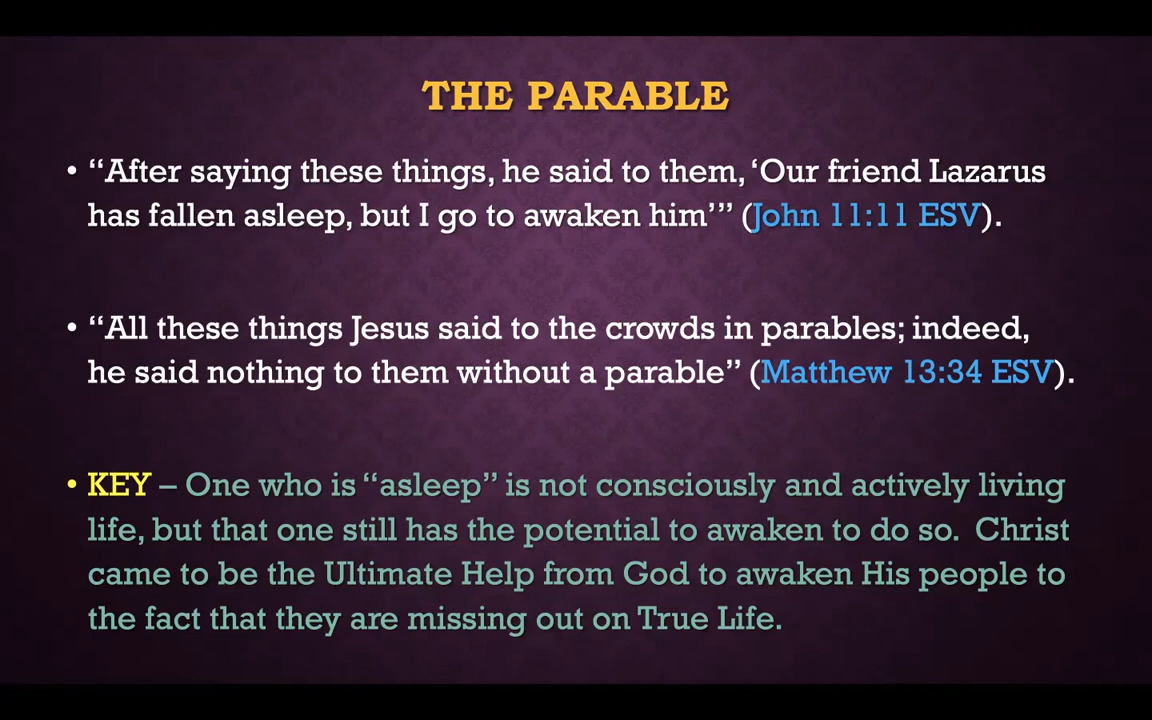 THE PARABLE
• “After saying these things, he said to them, ‘Our friend Lazarus
has fallen asleep, but I go to awaken him’” (John 11:11 ESV).
• “All these things Jesus said to the crowds in parables; indeed,
he said nothing to them without a parable” (Matthew 13:34 ESV).
• KEY – One who is “asleep” is not consciously and actively living
life, but that one still has the potential to awaken to do so.  Christ
came to be the Ultimate Help from God to awaken His people to
the fact that they are missing out on True Life.